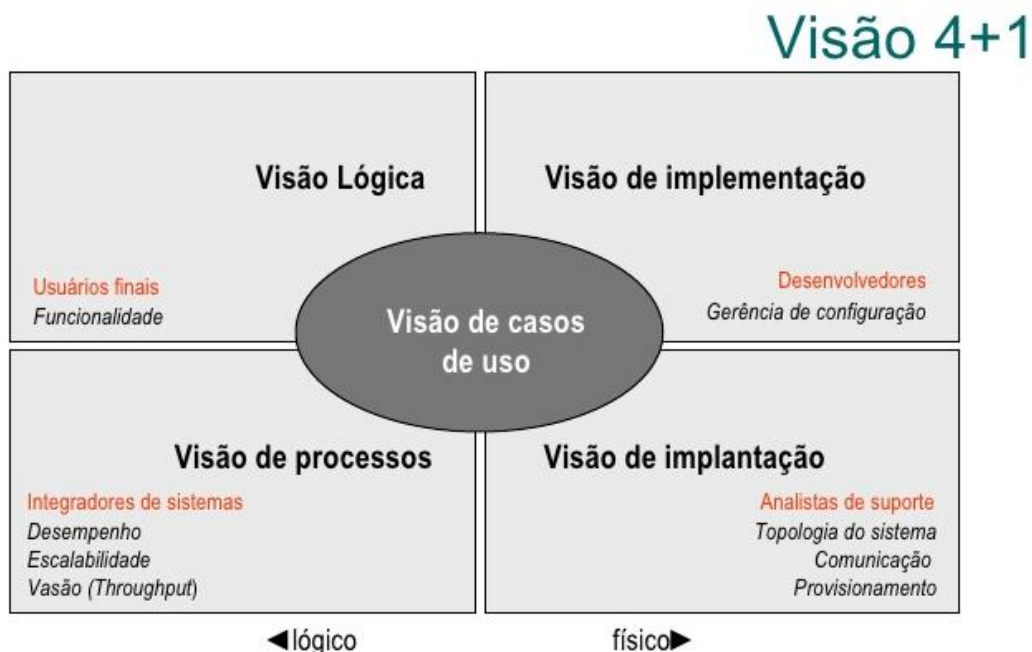 Visão 4+1
Visão Lógica
Usuários finais
Funcionalidade
Visão de implementação
Desenvolvedores
Gerência de configuração
Visão de casos
de uso
Visão de processos
Integradores de sistemas
Desempenho
Escalabilidade
Vasão (Throughput)
Visão de implantação
Analistas de suporte
Topologia do sistema
Comunicação
Provisionamento
◄lógico
físico►